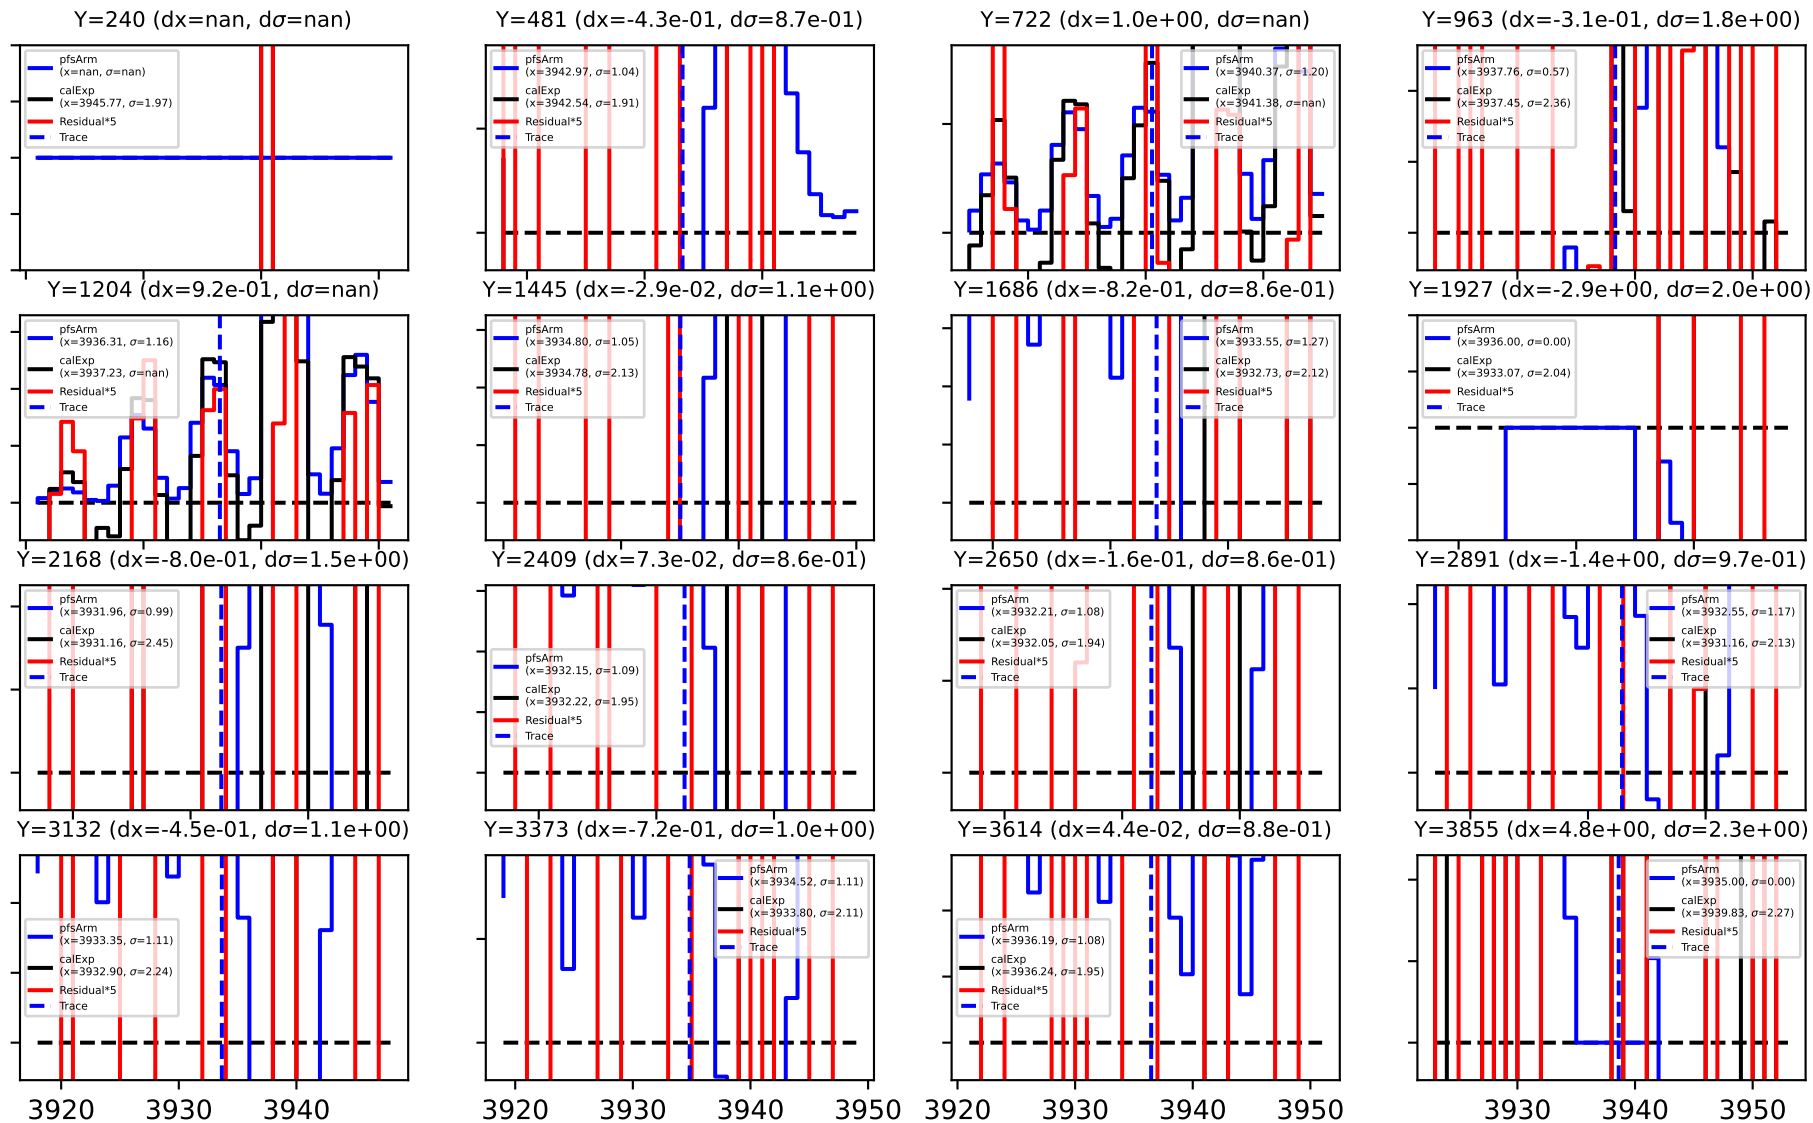 Y=240 (dx=nan, dσ=nan)
pfsArm
(x=nan, σ=nan)
calExp
(x=3945.77, σ=1.97)
Residual*5
Trace
Y=481 (dx=-4.3e-01, dσ=8.7e-01)
pfsArm
(x=3942.97, σ=1.04)
calExp
(x=3942.54, σ=1.91)
Residual*5
Trace
Y=722 (dx=1.0e+00, dσ=nan)
pfsArm
(x=3940.37, σ=1.20)
calExp
(x=3941.38, σ=nan)
Residual*5
Trace
Y=963 (dx=-3.1e-01, dσ=1.8e+00)
pfsArm
(x=3937.76, σ=0.57)
calExp
(x=3937.45, σ=2.36)
Residual*5
Trace
Y=1204 (dx=9.2e-01, dσ=nan)
pfsArm
(x=3936.31, σ=1.16)
calExp
(x=3937.23, σ=nan)
Residual*5
Trace
Y=1445 (dx=-2.9e-02, dσ=1.1e+00)
pfsArm
(x=3934.80, σ=1.05)
calExp
(x=3934.78, σ=2.13)
Residual*5
Trace
Y=1686 (dx=-8.2e-01, dσ=8.6e-01)
pfsArm
(x=3933.55, σ=1.27)
calExp
(x=3932.73, σ=2.12)
Residual*5
Trace
Y=1927 (dx=-2.9e+00, dσ=2.0e+00)
pfsArm
(x=3936.00, σ=0.00)
calExp
(x=3933.07, σ=2.04)
Residual*5
Trace
Y=2168 (dx=-8.0e-01, dσ=1.5e+00)
pfsArm
(x=3931.96, σ=0.99)
calExp
(x=3931.16, σ=2.45)
Residual*5
Trace
Y=2409 (dx=7.3e-02, dσ=8.6e-01)
pfsArm
(x=3932.15, σ=1.09)
calExp
(x=3932.22, σ=1.95)
Residual*5
Trace
Y=2650 (dx=-1.6e-01, dσ=8.6e-01)
pfsArm
(x=3932.21, σ=1.08)
calExp
(x=3932.05, σ=1.94)
Residual*5
Trace
Y=2891 (dx=-1.4e+00, dσ=9.7e-01)
pfsArm
(x=3932.55, σ=1.17)
calExp
(x=3931.16, σ=2.13)
Residual*5
Trace
Y=3132 (dx=-4.5e-01, dσ=1.1e+00)
pfsArm
(x=3933.35, σ=1.11)
calExp
(x=3932.90, σ=2.24)
Residual*5
Trace
Y=3373 (dx=-7.2e-01, dσ=1.0e+00)
pfsArm
(x=3934.52, σ=1.11)
calExp
(x=3933.80, σ=2.11)
Residual*5
Trace
Y=3614 (dx=4.4e-02, dσ=8.8e-01)
pfsArm
(x=3936.19, σ=1.08)
calExp
(x=3936.24, σ=1.95)
Residual*5
Trace
Y=3855 (dx=4.8e+00, dσ=2.3e+00)
pfsArm
(x=3935.00, σ=0.00)
calExp
(x=3939.83, σ=2.27)
Residual*5
Trace
3920 3930 3940
3920 3930 3940 3950
3920 3930 3940 3950
3930 3940 3950